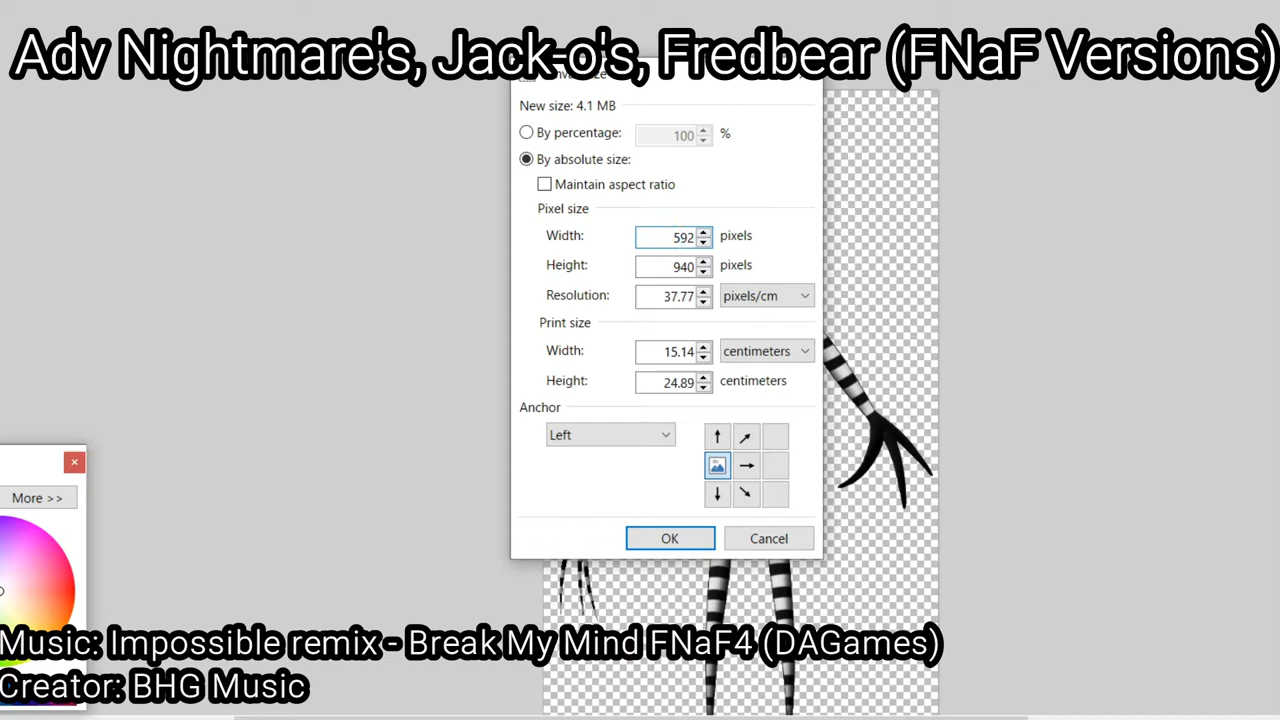 Adv Nightmare's, Jack-o's, Fredbear (FNaF Versions)
New size: 4.1 MB
By percentage: 100 %
By absolute size:
Maintain aspect ratio
Pixel size
Width: 592 pixels
Height: 940 pixels
Resolution: 37.77 pixels/cm
Print size
Width: 15.14 centimeters
Height: 24.89 centimeters
Anchor
Left
More >>
OK Cancel
Music: Impossible remix - Break My Mind FNaF4 (DAGames)
Creator: BHG Music